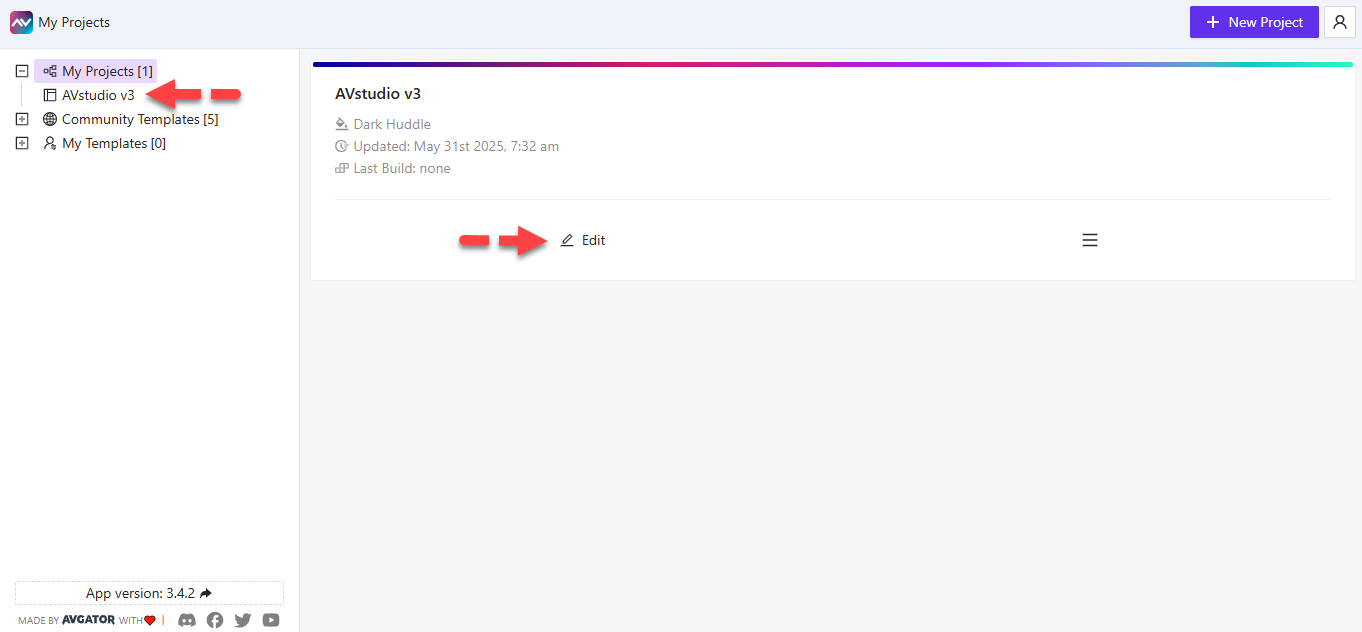 My Projects
New Project
My Projects [1]
AVstudio v3
Community Templates [5]
My Templates [0]
AVstudio v3
Dark Huddle
Updated: May 31st 2025, 7:32 am
Last Build: none
Edit
App version: 3.4.2
MADE BY AVGATOR WITH |